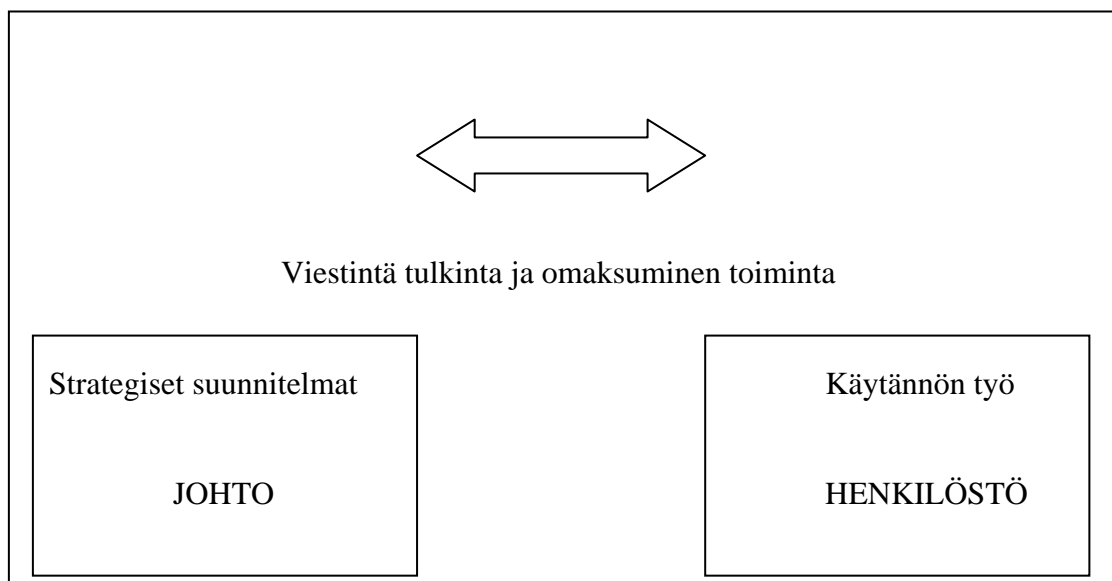 Viestintä tulkinta ja omaksuminen toiminta
Strategiset suunnitelmat
JOHTO
Käytännön työ
HENKILÖSTÖ